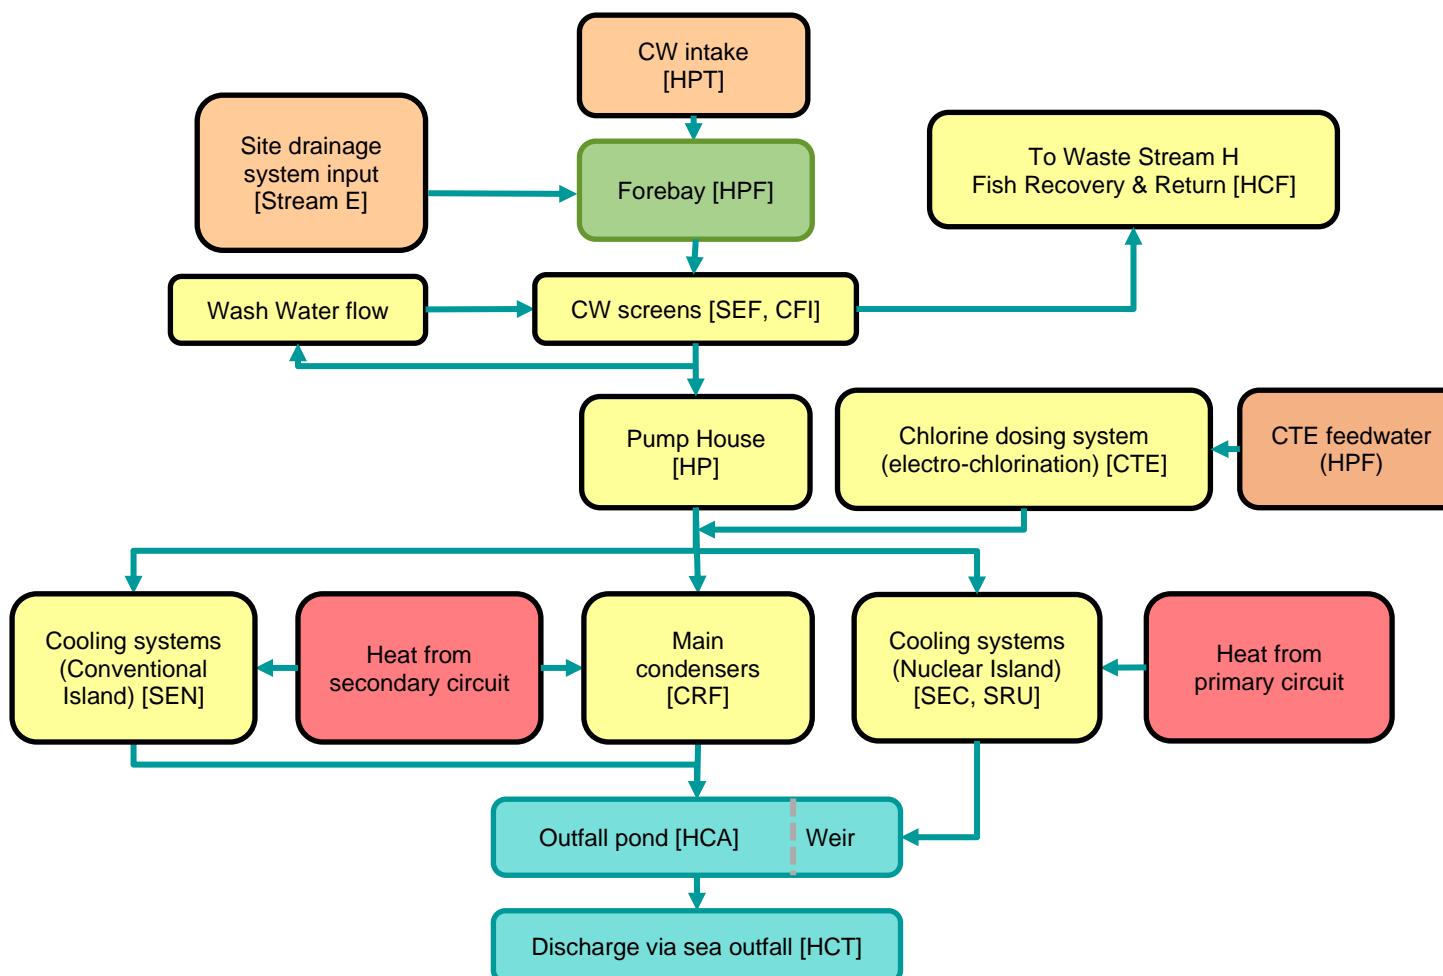 CW intake
[HPT]
Site drainage
system input
[Stream E]
Forebay [HPF]
To Waste Stream H
Fish Recovery & Return [HCF]
Wash Water flow
CW screens [SEF, CFI]
Pump House
[HP]
Chlorine dosing system
(electro-chlorination) [CTE]
CTE feedwater
(HPF)
Cooling systems
(Conventional
Island) [SEN]
Heat from
secondary circuit
Main
condensers
[CRF]
Cooling systems
(Nuclear Island)
[SEC, SRU]
Heat from
primary circuit
Outfall pond [HCA]
Weir
Discharge via sea outfall [HCT]